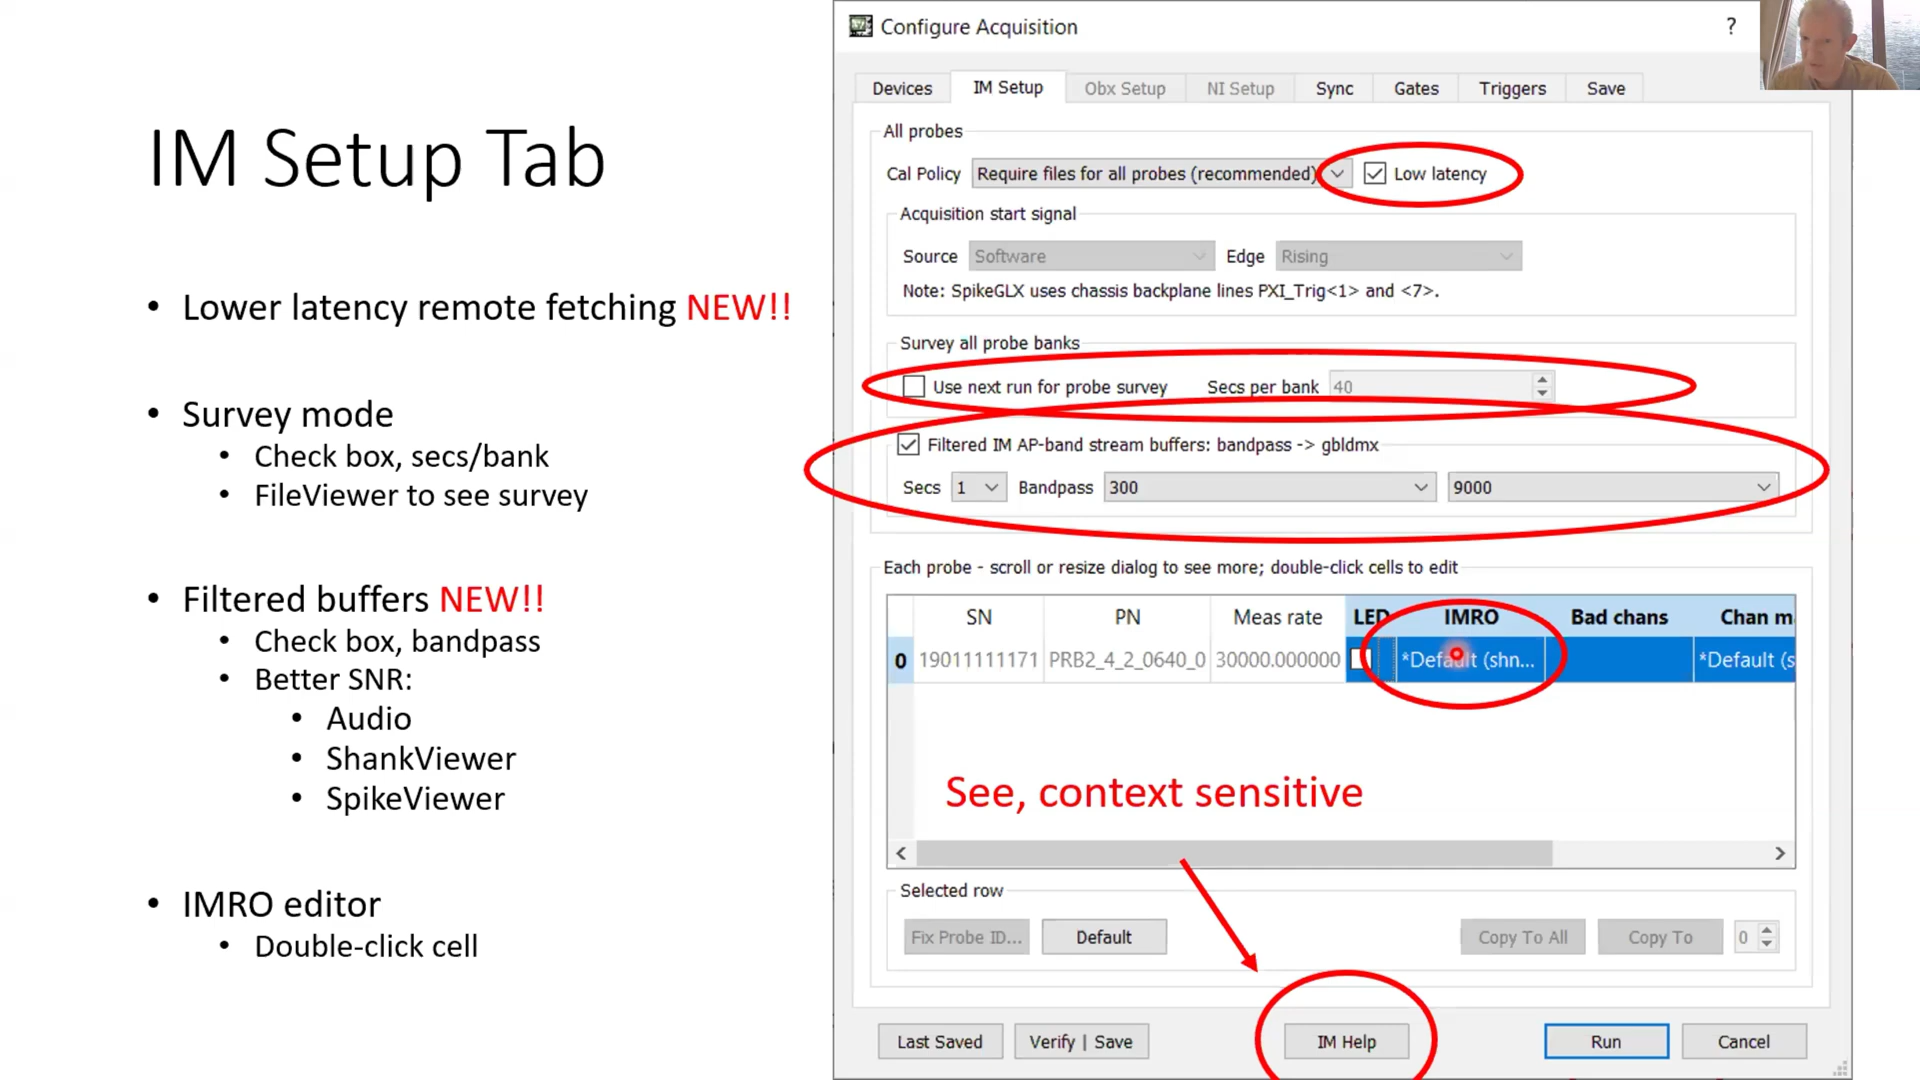 IM Setup Tab
• Lower latency remote fetching NEW!!
• Survey mode
• Check box, secs/bank
• FileViewer to see survey
• Filtered buffers NEW!!
• Check box, bandpass
• Better SNR:
• Audio
• ShankViewer
• SpikeViewer
• IMRO editor
• Double-click cell
Configure Acquisition ?
Devices IM Setup Obx Setup NI Setup Sync Gates Triggers Save
All probes
Cal Policy Require files for all probes (recommended) Low latency
Acquisition start signal
Source Software Edge Rising
Note: SpikeGLX uses chassis backplane lines PXI_Trig<1> and <7>.
Survey all probe banks
Use next run for probe survey Secs per bank 40
Filtered IM AP-band stream buffers: bandpass -> gbldmx
Secs 1 Bandpass 300 9000
Each probe - scroll or resize dialog to see more; double-click cells to edit
SN PN Meas rate LED IMRO Bad chans Chan m
0 19011111171 PRB2_4_2_0640_0 30000.000000 *Default (shn... *Default (s
See, context sensitive
Selected row
Fix Probe ID... Default Copy To All Copy To 0
Last Saved Verify | Save IM Help Run Cancel